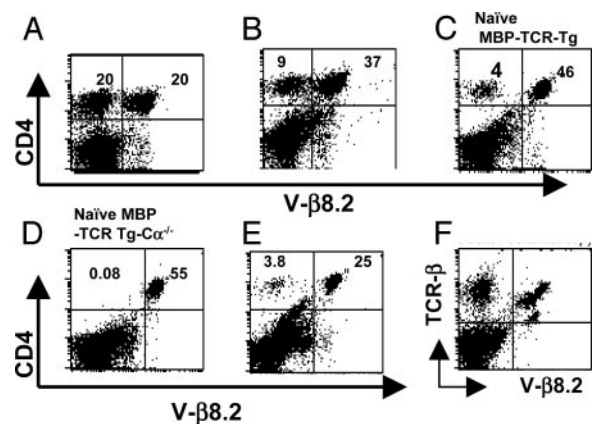 A
B
C
Naïve
MBP-TCR-Tg
20
20
9
37
4
46
CD4
V-β8.2
D
Naïve MBP
-TCR Tg-Cα-/-
E
F
0.08
55
3.8
25
CD4
TCR-β
V-β8.2
V-β8.2